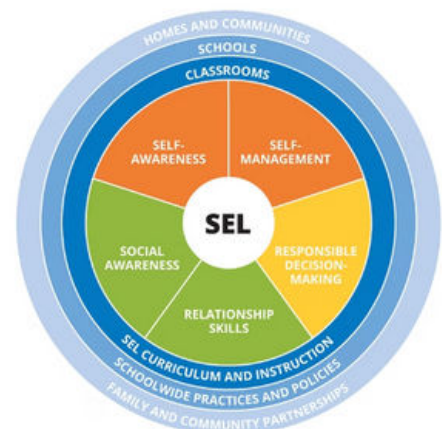 HOMES AND COMMUNITIES
SCHOOLS
CLASSROOMS
SELF-
AWARENESS
SELF-
MANAGEMENT
SEL
SOCIAL
AWARENESS
RESPONSIBLE
DECISION-
MAKING
RELATIONSHIP
SKILLS
SEL CURRICULUM AND INSTRUCTION
SCHOOLWIDE PRACTICES AND POLICIES
FAMILY AND COMMUNITY PARTNERSHIPS